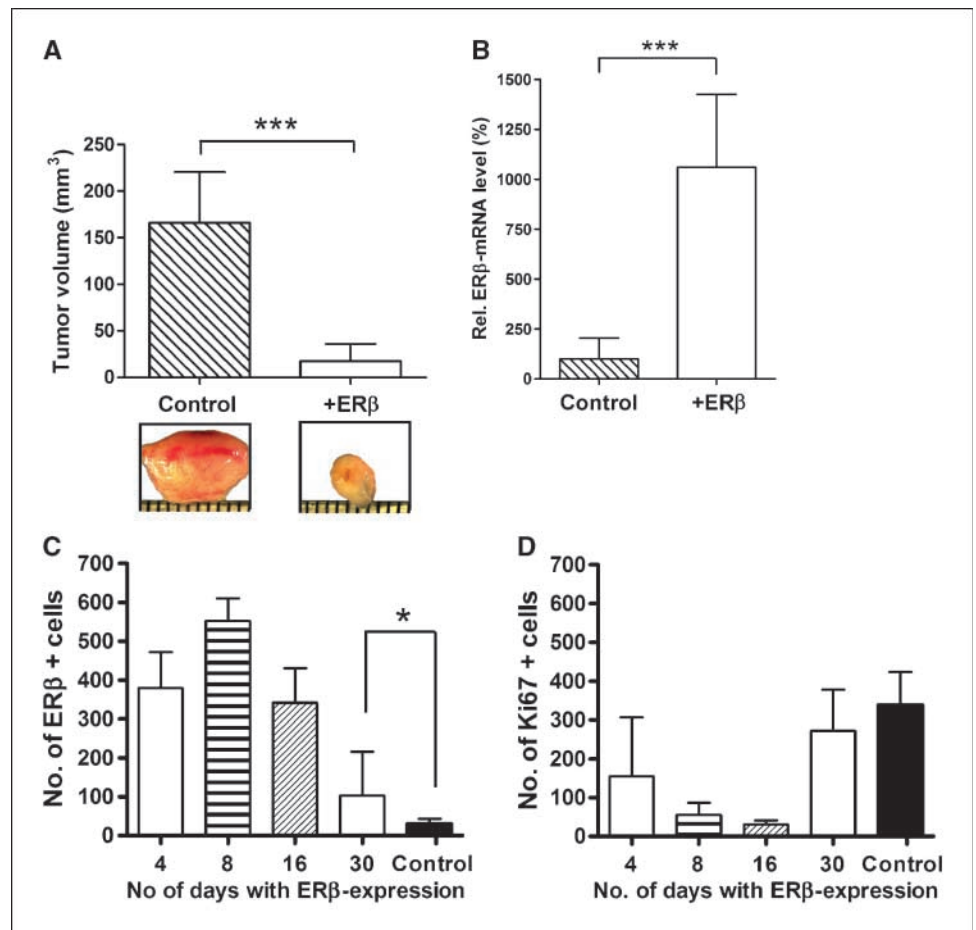 A
***
Tumor volume (mm³)
250
200
150
100
50
0
Control
+ERβ
B
***
Rel. ERβ-mRNA level (%)
1500
1250
1000
750
500
250
0
Control
+ERβ
C
No. of ERβ + cells
700
600
500
400
300
200
100
0
*
4
8
16
30
Control
No of days with ERβ-expression
D
No. of Ki67 + cells
700
600
500
400
300
200
100
0
4
8
16
30
Control
No. of days with ERβ-expression